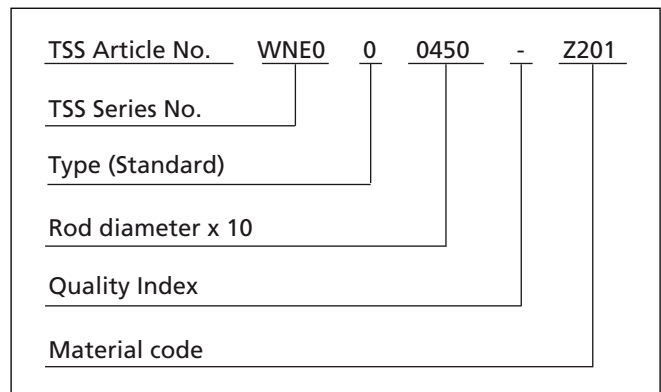 TSS Article No. WNE0 0 0450 - Z201
TSS Series No.
Type (Standard)
Rod diameter x 10
Quality Index
Material code